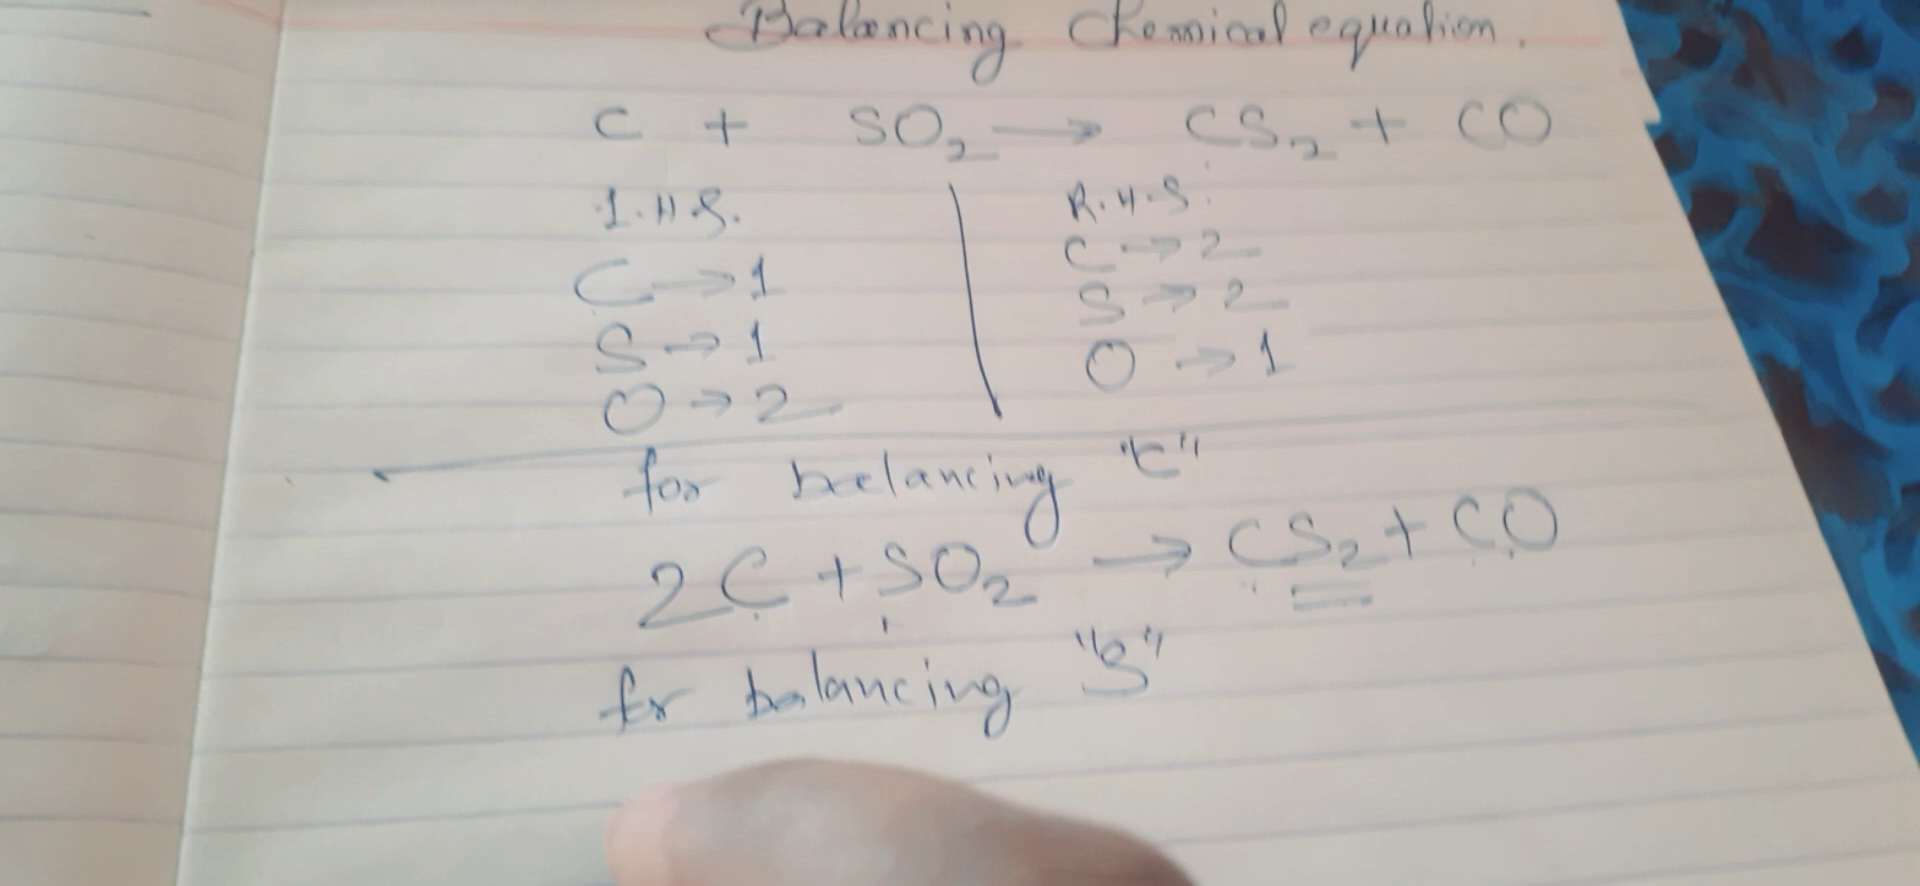 Balancing Chemical equation.
C + SO₂ → CS₂ + CO
L.H.S. R.H.S.
C → 1 C → 2
S → 1 S → 2
O → 2 O → 1
for balancing "C"
2C + SO₂ → CS₂ + CO
for balancing "S"